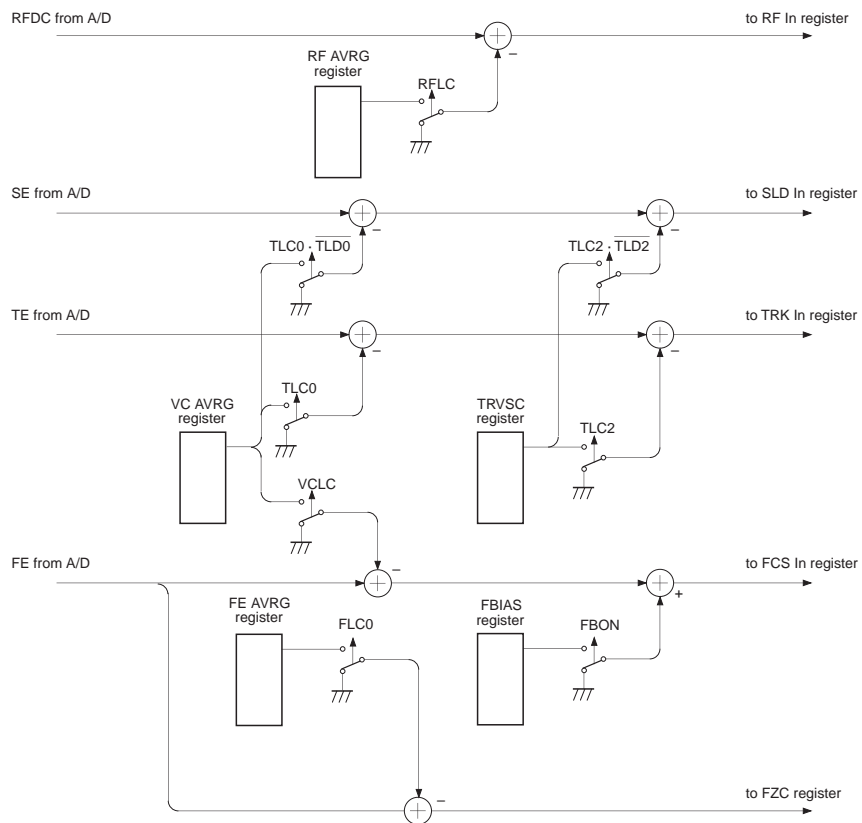 RFDC from A/D
to RF In register
RF AVRG
register
RFLC
−
SE from A/D
to SLD In register
−
−
TLC0 · T̅L̅D̅0̅
TLC2 · T̅L̅D̅2̅
TE from A/D
to TRK In register
−
−
VC AVRG
register
TLC0
TRVSC
register
TLC2
VCLC
FE from A/D
−
to FCS In register
+
FE AVRG
register
FLC0
FBIAS
register
FBON
to FZC register
−